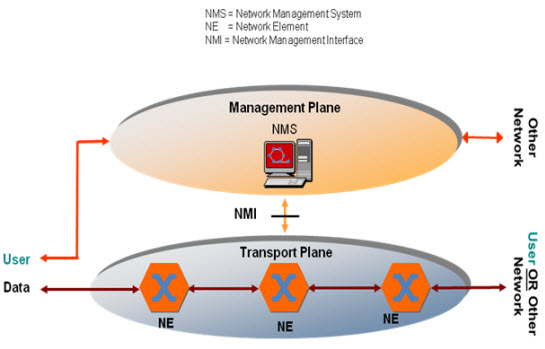 NMS = Network Management System
NE = Network Element
NMI = Network Management Interface
Management Plane
NMS
Other
Network
NMI
User
Transport Plane
Data
NE
NE
NE
User OR Other
Network